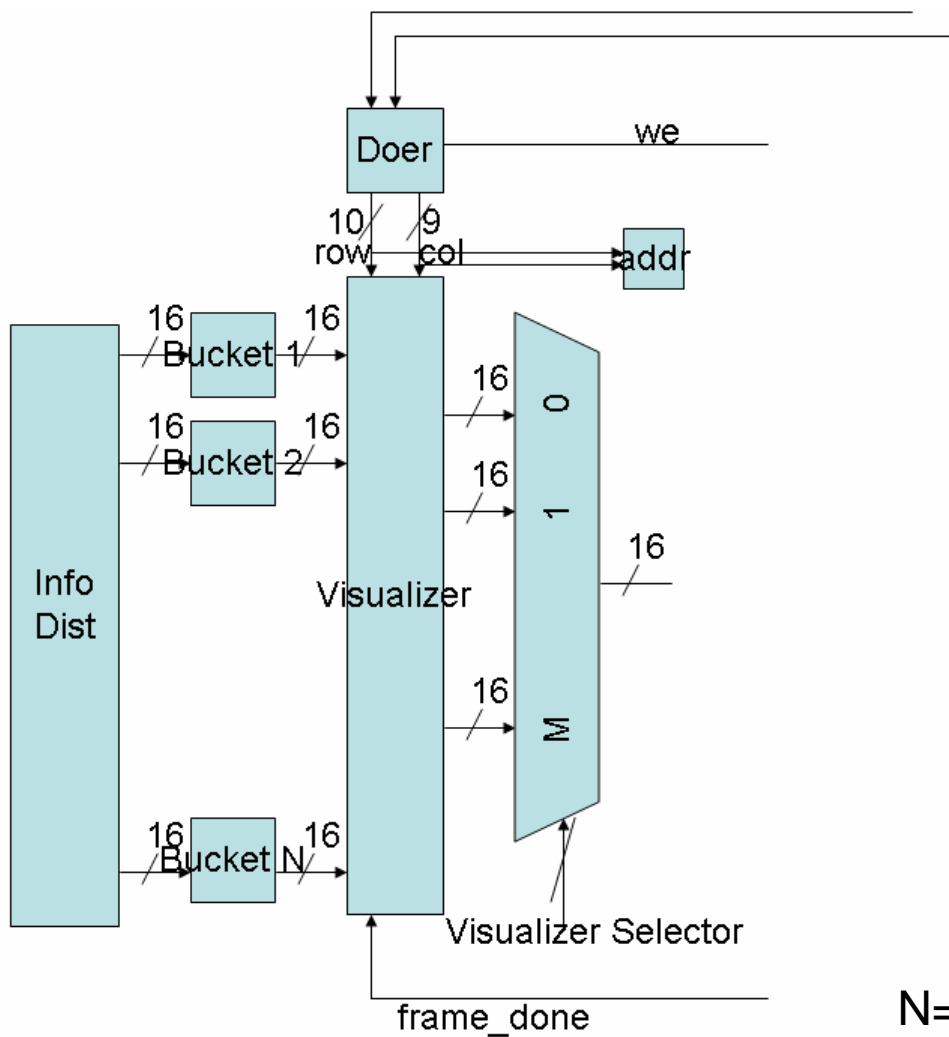 we
Doer
10
9
row
col
addr
16
16
Bucket 1
16
16
16
Bucket 2
16
0
16
1
16
Info
Dist
Visualizer
16
M
16
16
Bucket N
Visualizer Selector
frame_done
N=